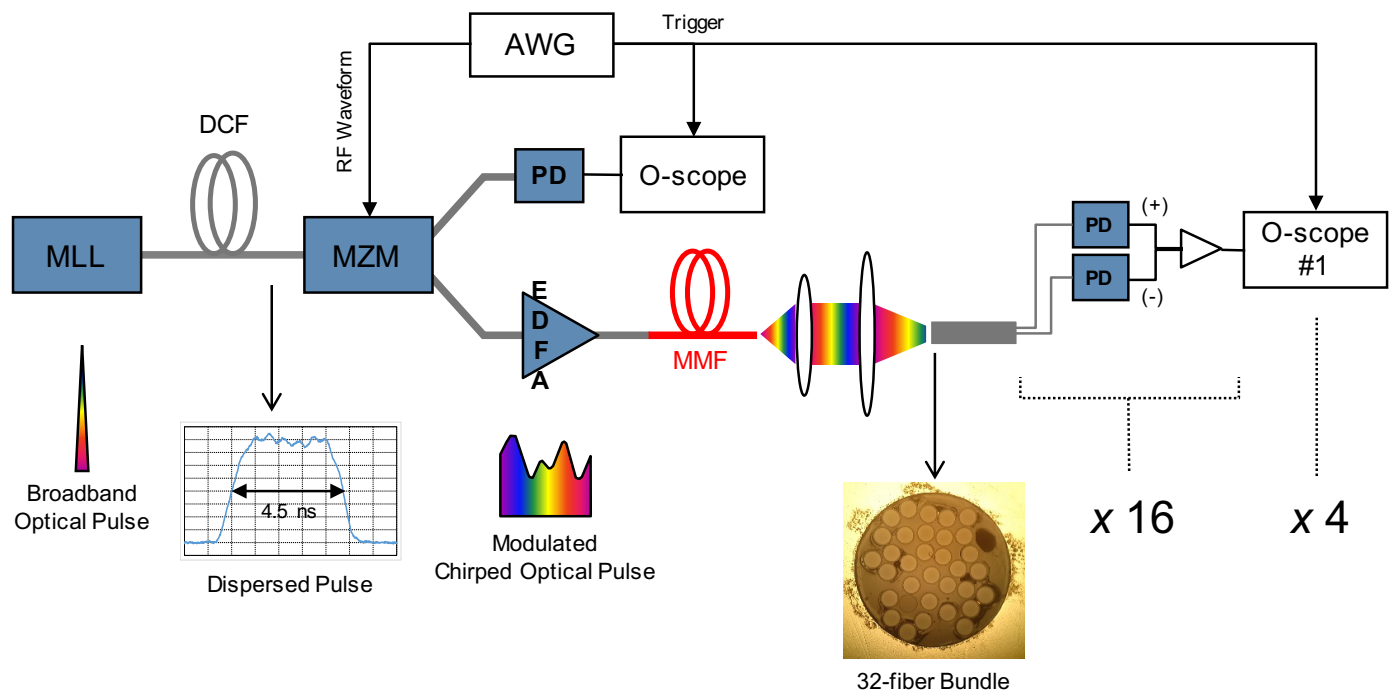 AWG
Trigger
RF Waveform
DCF
PD
O-scope
MLL
MZM
E
D
F
A
MMF
PD
(+)
PD
(-)
O-scope
#1
Broadband
Optical Pulse
4.5 ns
Dispersed Pulse
Modulated
Chirped Optical Pulse
32-fiber Bundle
x 16
x 4